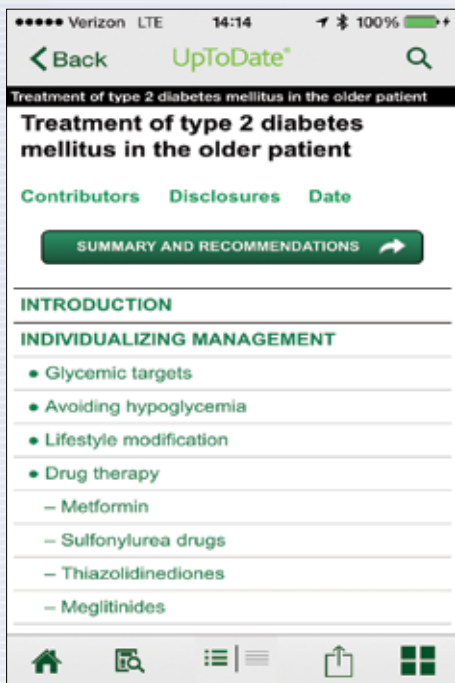 ●●●●● Verizon LTE 14:14 100%
Back UpToDate®
Treatment of type 2 diabetes mellitus in the older patient
Treatment of type 2 diabetes
mellitus in the older patient
Contributors Disclosures Date
SUMMARY AND RECOMMENDATIONS
INTRODUCTION
INDIVIDUALIZING MANAGEMENT
• Glycemic targets
• Avoiding hypoglycemia
• Lifestyle modification
• Drug therapy
– Metformin
– Sulfonylurea drugs
– Thiazolidinediones
– Meglitinides